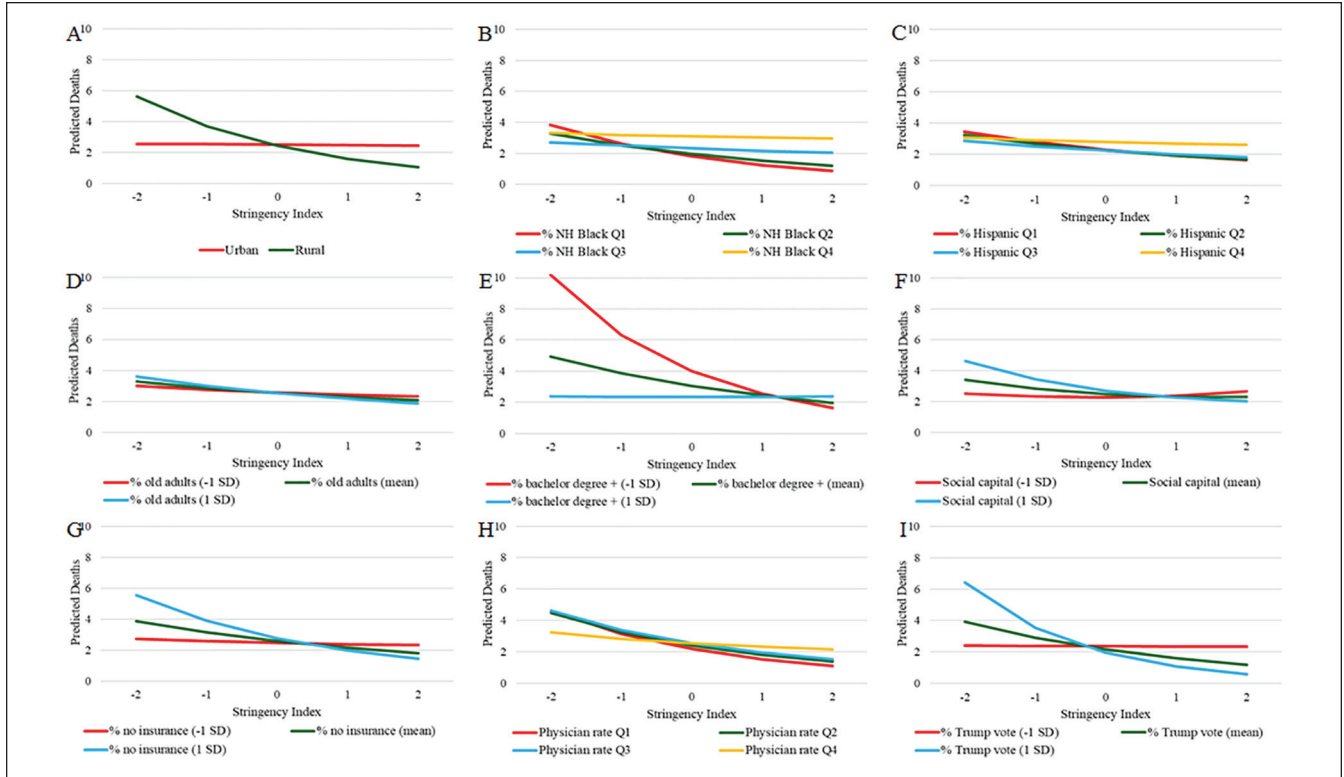 A
Predicted Deaths
10
8
6
4
2
0
-2 -1 0 1 2
Stringency Index
Urban Rural
B
Predicted Deaths
10
8
6
4
2
0
-2 -1 0 1 2
Stringency Index
% NH Black Q1 % NH Black Q2
% NH Black Q3 % NH Black Q4
C
Predicted Deaths
10
8
6
4
2
0
-2 -1 0 1 2
Stringency Index
% Hispanic Q1 % Hispanic Q2
% Hispanic Q3 % Hispanic Q4
D
Predicted Deaths
10
8
6
4
2
0
-2 -1 0 1 2
Stringency Index
% old adults (-1 SD) % old adults (mean)
% old adults (1 SD)
E
Predicted Deaths
10
8
6
4
2
0
-2 -1 0 1 2
Stringency Index
% bachelor degree + (-1 SD) % bachelor degree + (mean)
% bachelor degree + (1 SD)
F
Predicted Deaths
10
8
6
4
2
0
-2 -1 0 1 2
Stringency Index
Social capital (-1 SD) Social capital (mean)
Social capital (1 SD)
G
Predicted Deaths
10
8
6
4
2
0
-2 -1 0 1 2
Stringency Index
% no insurance (-1 SD) % no insurance (mean)
% no insurance (1 SD)
H
Predicted Deaths
10
8
6
4
2
0
-2 -1 0 1 2
Stringency Index
Physician rate Q1 Physician rate Q2
Physician rate Q3 Physician rate Q4
I
Predicted Deaths
10
8
6
4
2
0
-2 -1 0 1 2
Stringency Index
% Trump vote (-1 SD) % Trump vote (mean)
% Trump vote (1 SD)